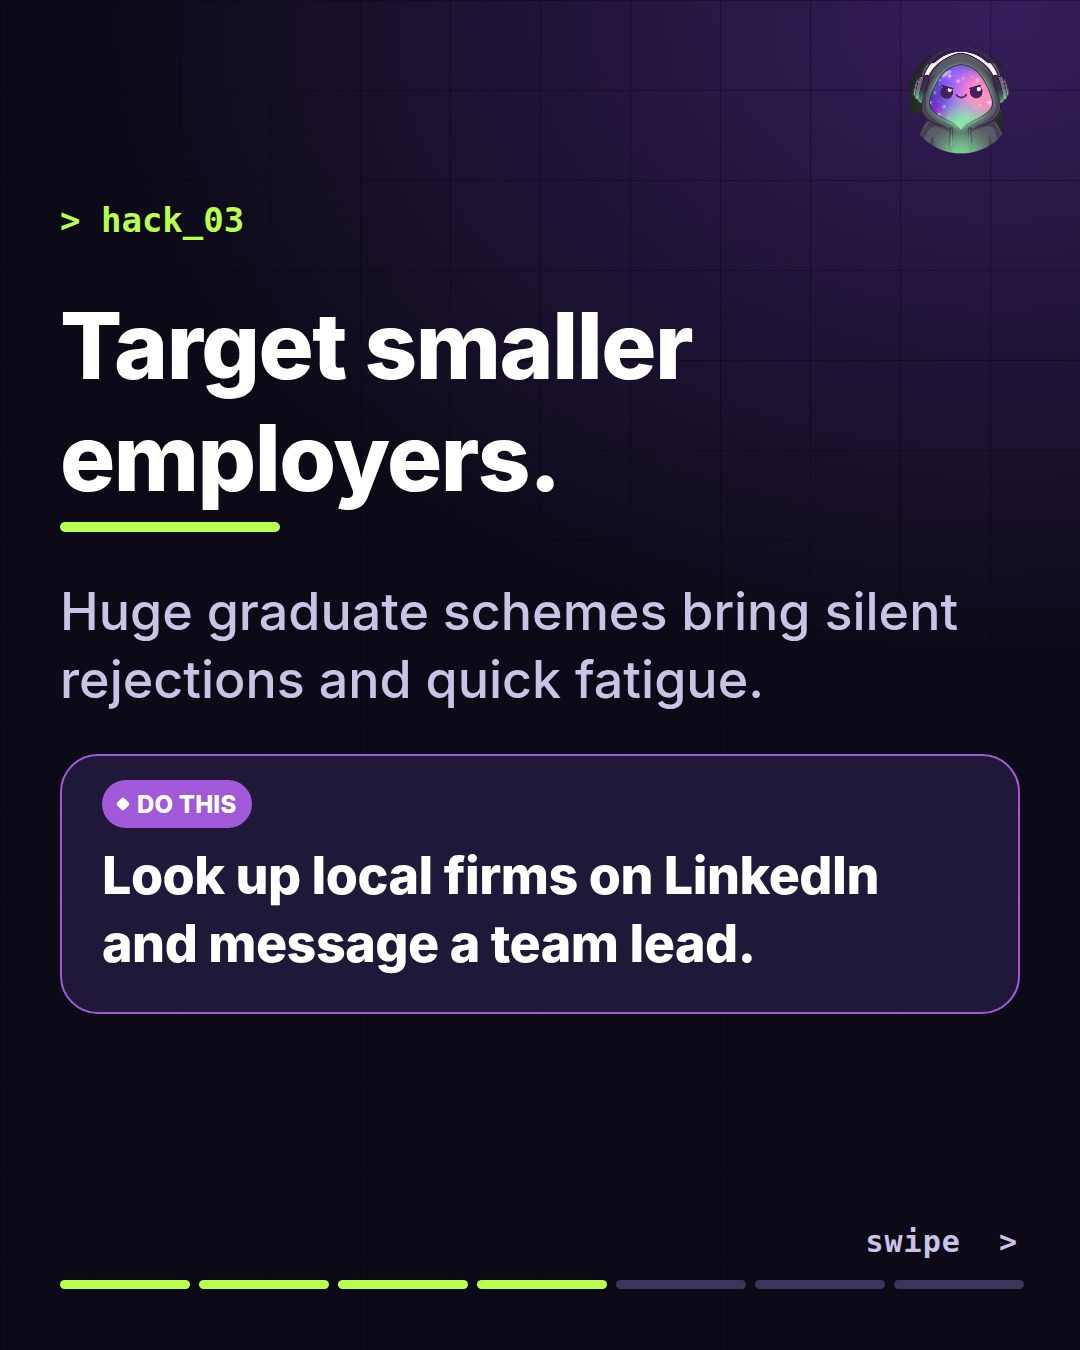 > hack_03
Target smaller
employers.
Huge graduate schemes bring silent
rejections and quick fatigue.
DO THIS
Look up local firms on LinkedIn
and message a team lead.
swipe >